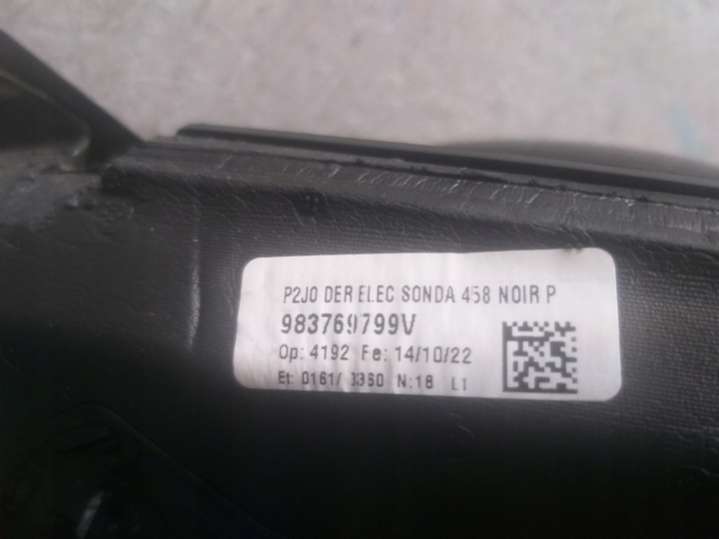 P2J0 DER ELEC SONDA 458 NOIR P
983769799V
Op: 4192 Fe: 14/10/22
Et: 0161/ 3360 N:18 L1